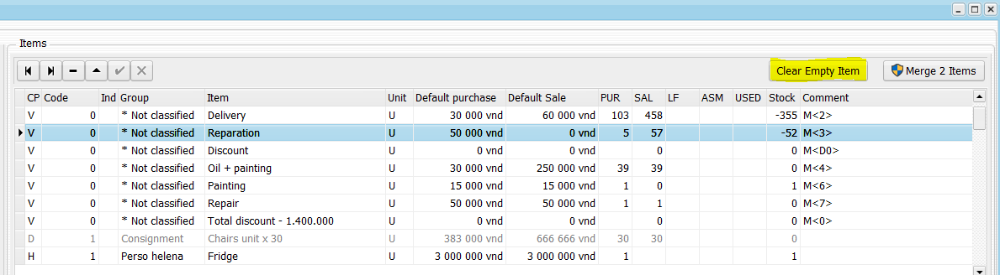 Items
Clear Empty Item Merge 2 Items
CP Code Ind Group Item Unit Default purchase Default Sale PUR SAL LF ASM USED Stock Comment
V 0 * Not classified Delivery U 30 000 vnd 60 000 vnd 103 458 -355 M<2>
V 0 * Not classified Reparation U 50 000 vnd 0 vnd 5 57 -52 M<3>
V 0 * Not classified Discount U 0 vnd 0 vnd 0 M<D0>
V 0 * Not classified Oil + painting U 30 000 vnd 250 000 vnd 39 39 0 M<4>
V 0 * Not classified Painting U 15 000 vnd 15 000 vnd 1 0 1 M<6>
V 0 * Not classified Repair U 50 000 vnd 50 000 vnd 1 1 0 M<7>
V 0 * Not classified Total discount - 1.400.000 U 0 vnd 0 vnd 0 M<0>
D 1 Consignment Chairs unit x 30 U 383 000 vnd 666 666 vnd 30 30 0
H 1 Perso helena Fridge U 3 000 000 vnd 3 000 000 vnd 1 1